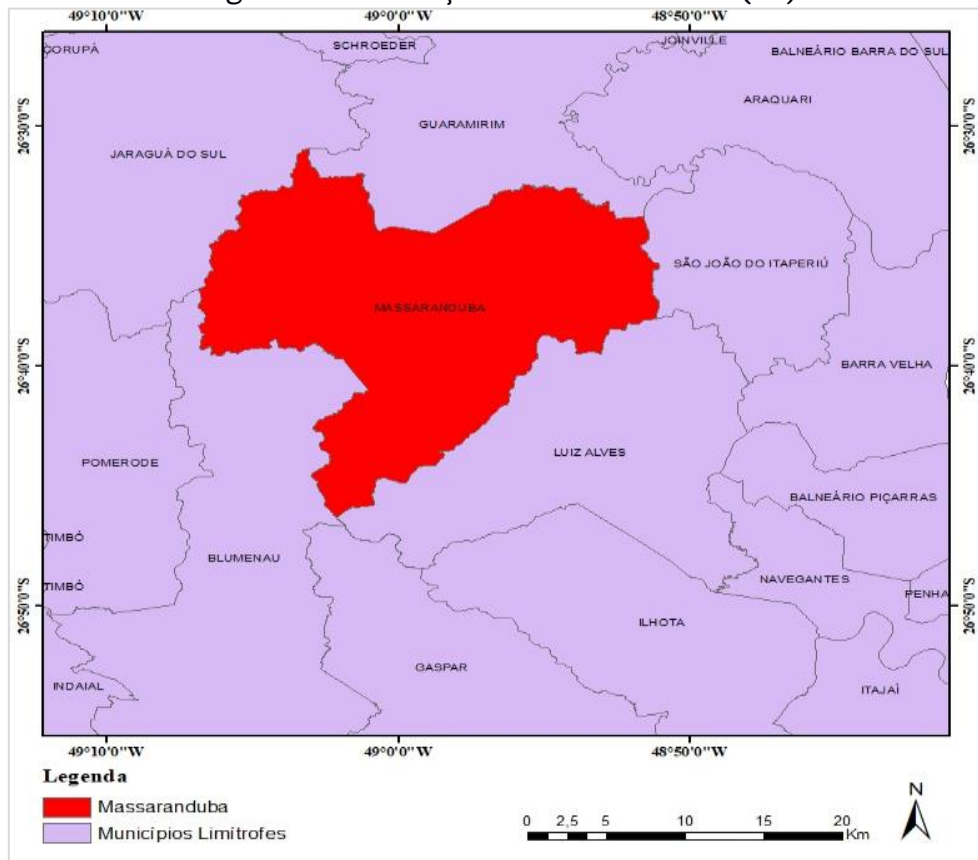 49°10'0"W 49°0'0"W 48°50'0"W
CORUPÁ
SCHROEDER
JOINVILLE
BALNEÁRIO BARRA DO SUL
ARAQUARI
GUARAMIRIM
26°30'0"S
26°30'0"S
JARAGUÁ DO SUL
SÃO JOÃO DO ITAPERIÚ
MASSARANDUBA
26°40'0"S
BARRA VELHA
26°40'0"S
LUIZ ALVES
POMERODE
BALNEÁRIO PIÇARRAS
TIMBÓ
BLUMENAU
NAVEGANTES
TIMBÓ
PENHA
26°50'0"S
26°50'0"S
ILHOTA
GASPAR
INDAIAL
ITAJAÍ
49°10'0"W 49°0'0"W 48°50'0"W
Legenda
Massaranduba
Municípios Limítrofes
0 2,5 5 10 15 20
Km
N